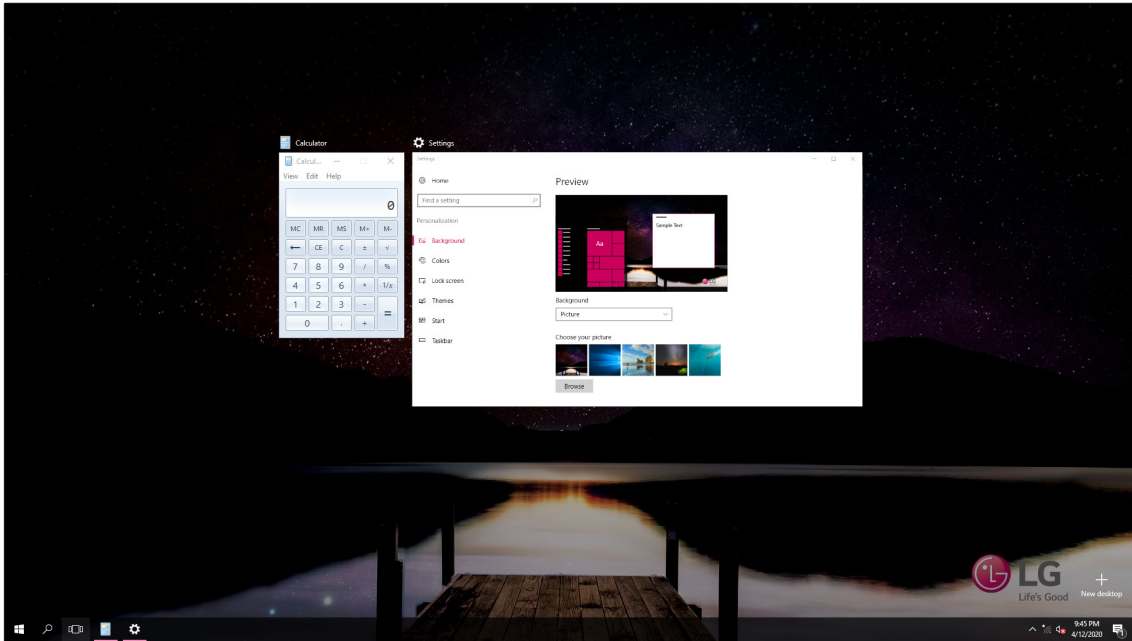 Calculator
Calcul...
View Edit Help
0
MC MR MS M+ M-
← CE C ± √
7 8 9 / %
4 5 6 * 1/x
1 2 3 - =
0 . +
Settings
Settings
Home
Find a setting
Personalization
Background
Colors
Lock screen
Themes
Start
Taskbar
Preview
Sample Text
Aa
Background
Picture
Choose your picture
Browse
LG
Life's Good
New desktop
9:45 PM
4/12/2020